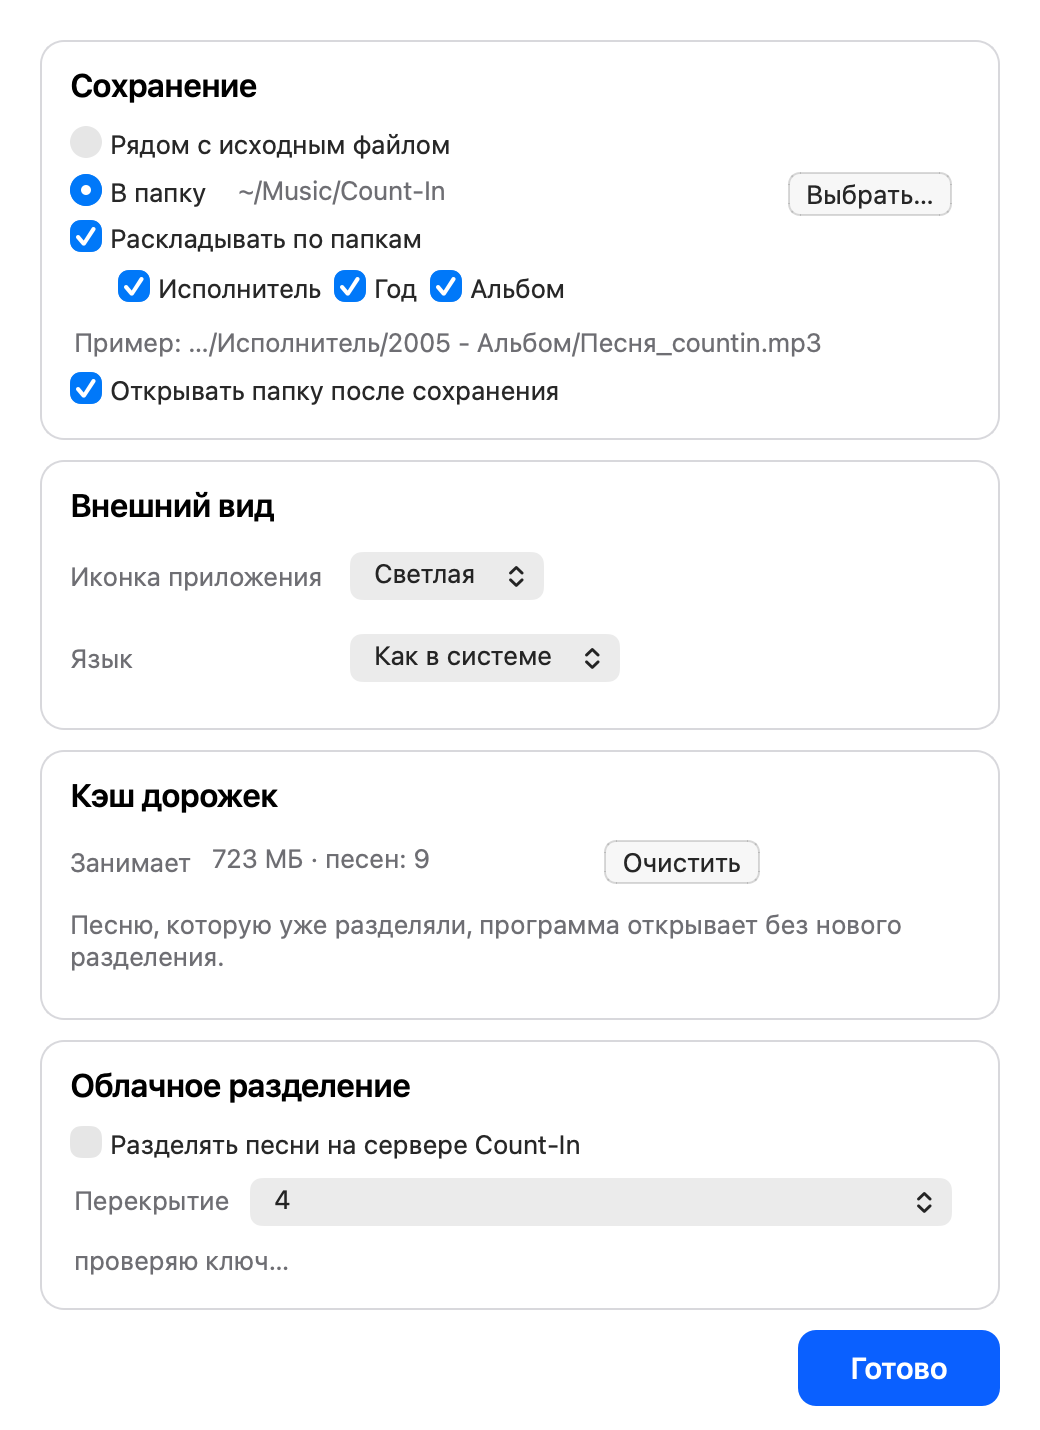 Сохранение
Рядом с исходным файлом
В папку ~/Music/Count-In Выбрать...
Раскладывать по папкам
Исполнитель Год Альбом
Пример: .../Исполнитель/2005 - Альбом/Песня_countin.mp3
Открывать папку после сохранения
Внешний вид
Иконка приложения Светлая
Язык Как в системе
Кэш дорожек
Занимает 723 МБ · песен: 9 Очистить
Песню, которую уже разделяли, программа открывает без нового
разделения.
Облачное разделение
Разделять песни на сервере Count-In
Перекрытие 4
проверяю ключ...
Готово